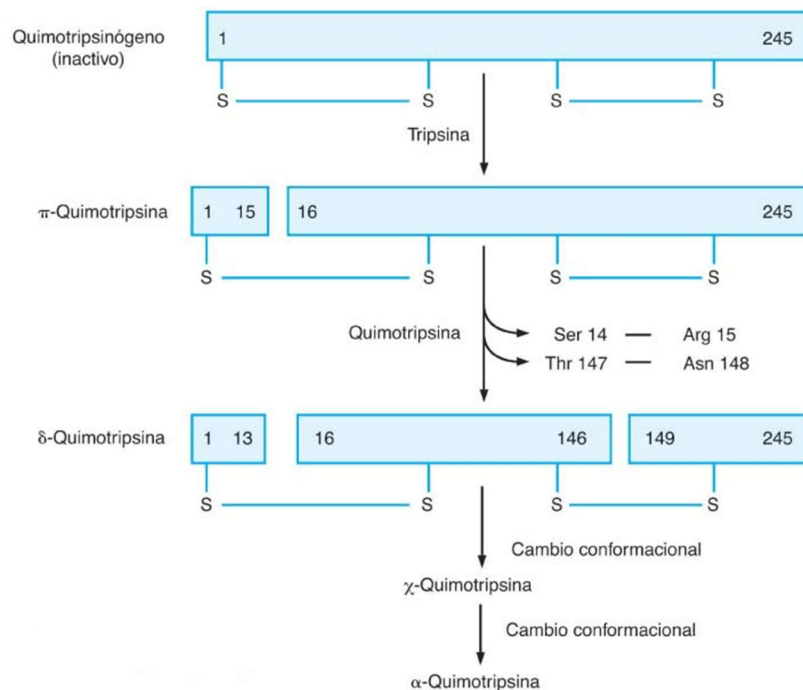 Quimotripsinógeno
(inactivo)
1 245
S S S S
Tripsina
π-Quimotripsina
1 15 16 245
S S S S
Quimotripsina
Ser 14 — Arg 15
Thr 147 — Asn 148
δ-Quimotripsina
1 13 16 146 149 245
S S S S
Cambio conformacional
χ-Quimotripsina
Cambio conformacional
α-Quimotripsina